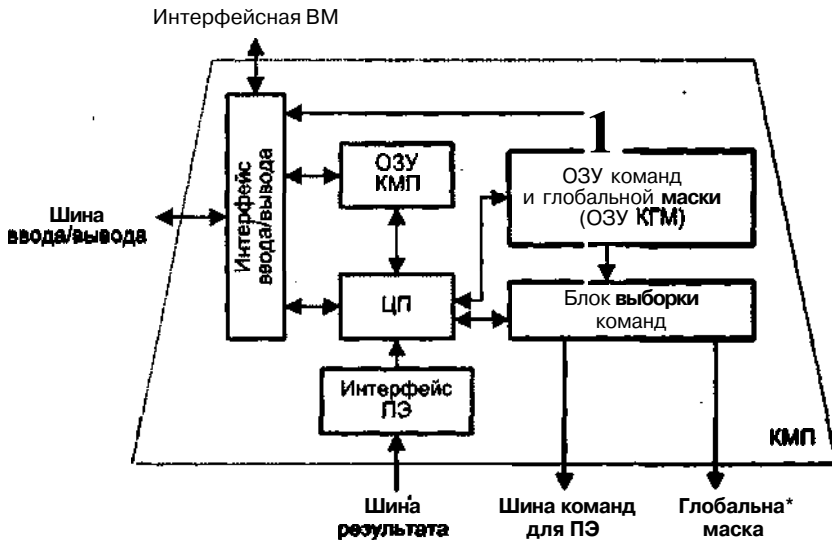 Интерфейсная ВМ
Интерфейс
ввода/вывода
ОЗУ
КМП
1
ОЗУ команд
и глобальной маски
(ОЗУ КГМ)
Шина
ввода/вывода
ЦП
Блок выборки
команд
Интерфейс
ПЭ
КМП
Шина
результата
Шина команд
для ПЭ
Глобальна*
маска